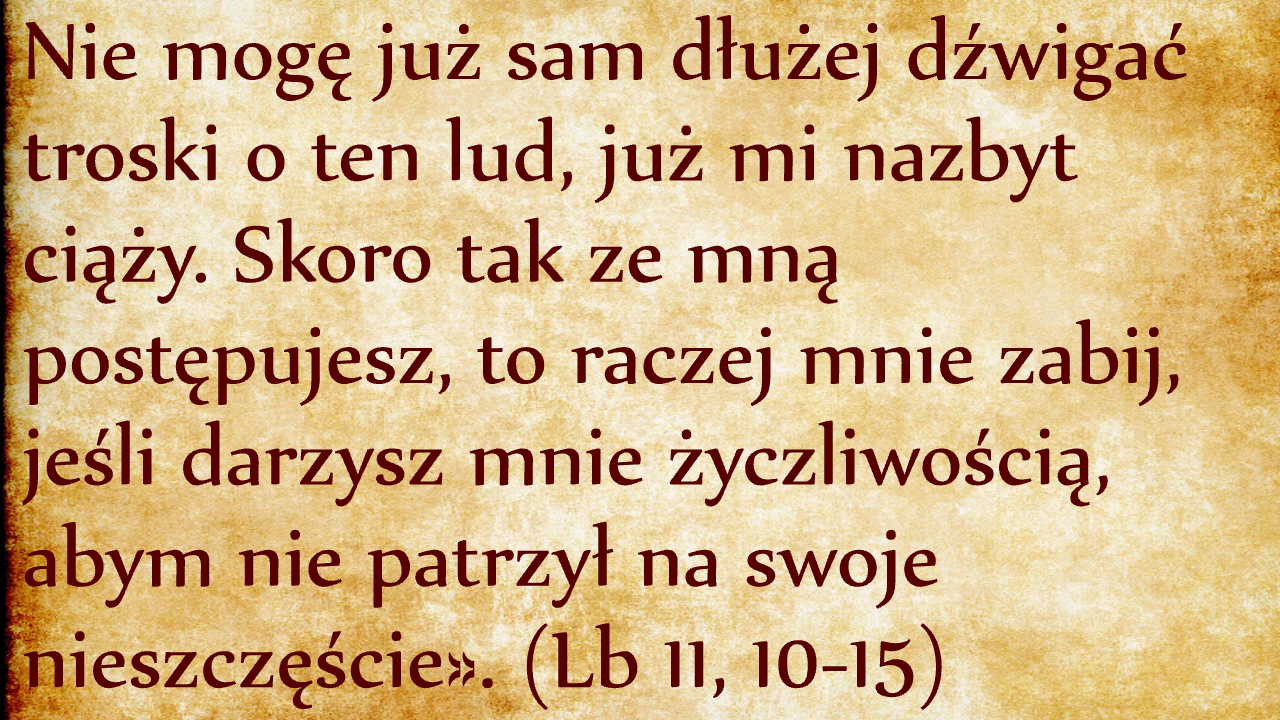 Nie mogę już sam dłużej dźwigać
troski o ten lud, już mi nazbyt
ciąży. Skoro tak ze mną
postępujesz, to raczej mnie zabij,
jeśli darzysz mnie życzliwością,
abym nie patrzył na swoje
nieszczęście». (Lb 11, 10-15)